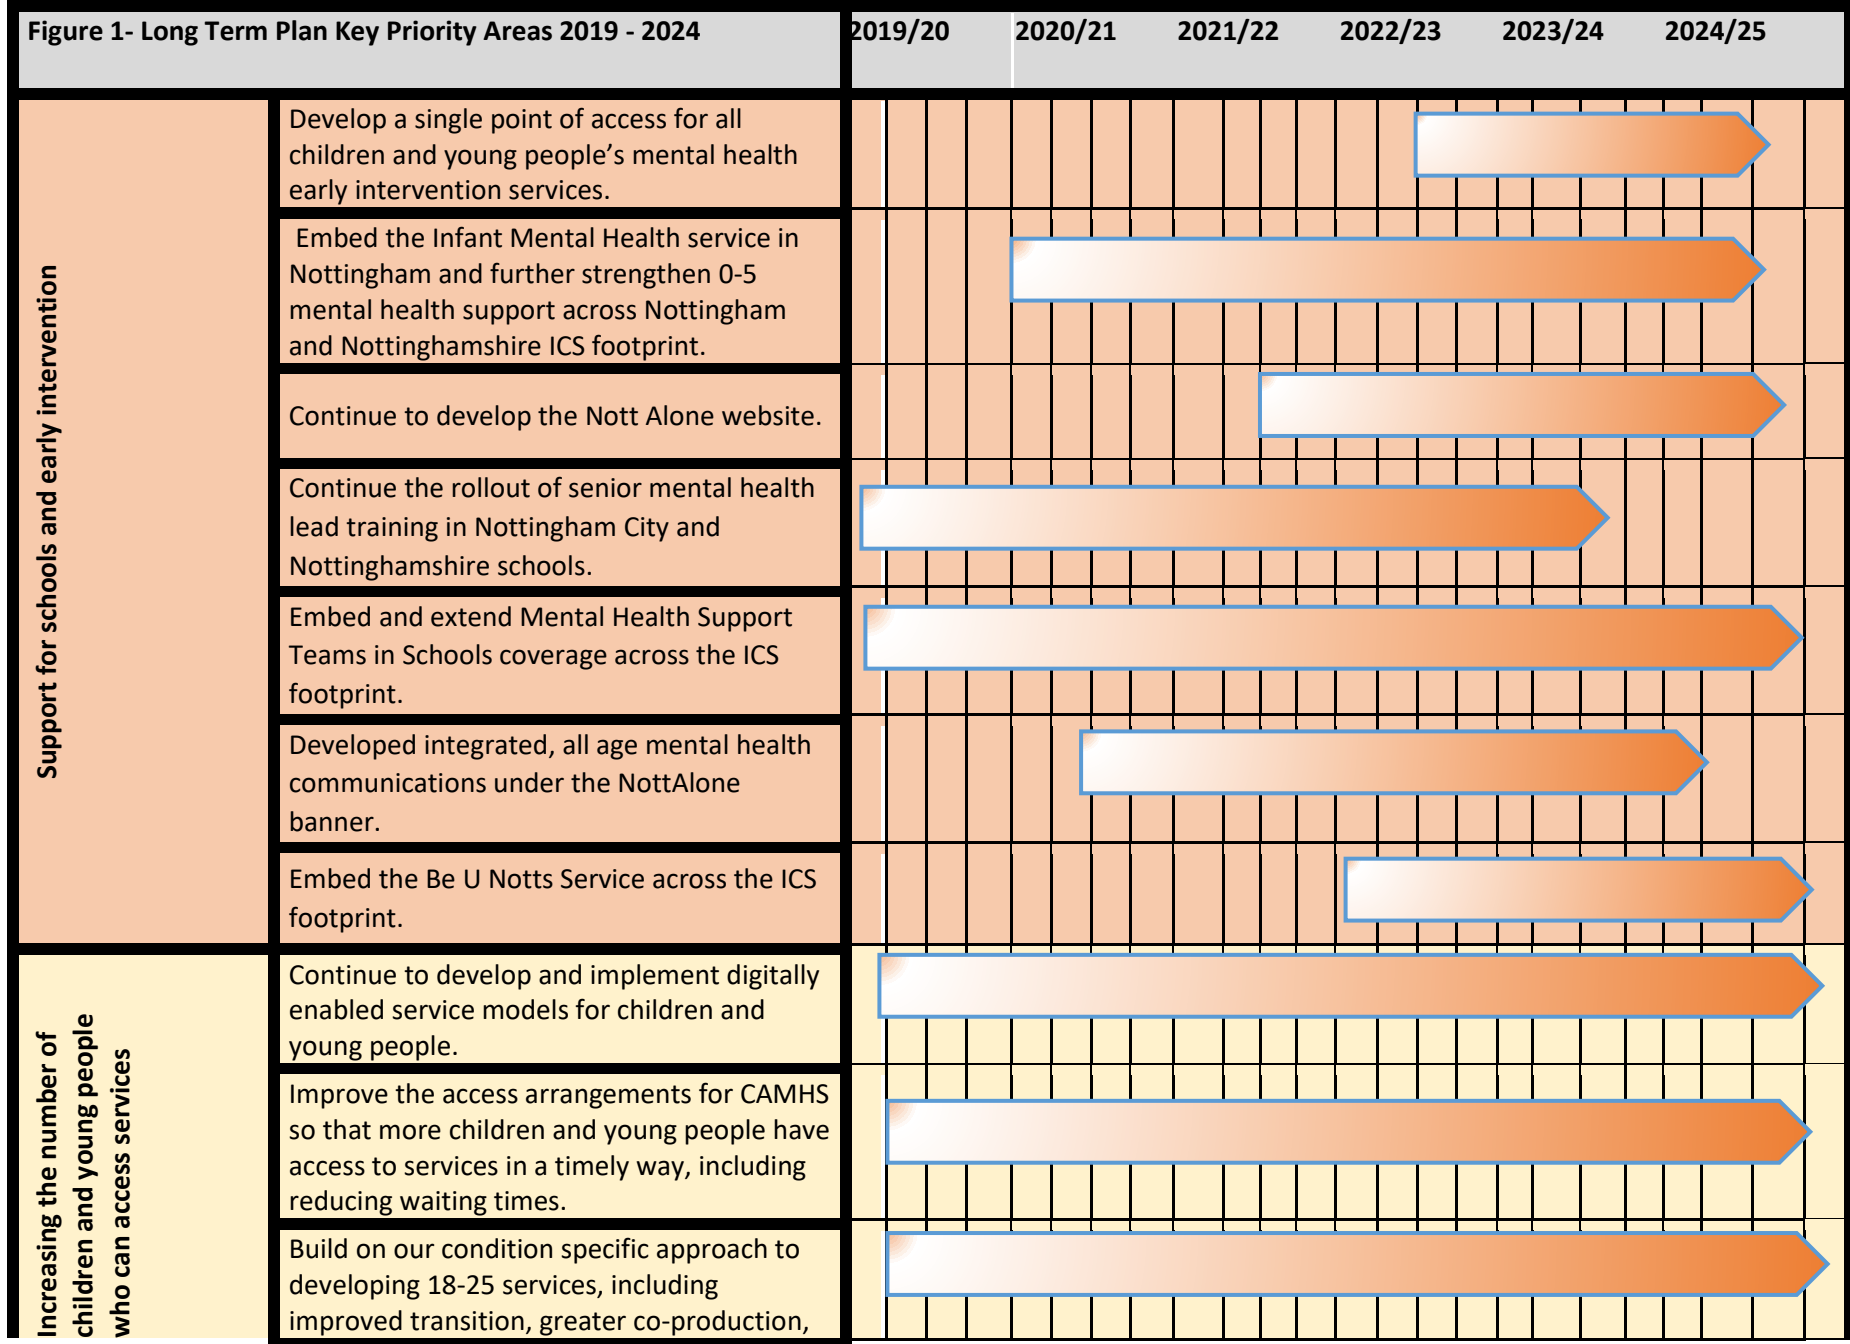 Figure 1- Long Term Plan Key Priority Areas 2019 - 2024
2019/20 2020/21 2021/22 2022/23 2023/24 2024/25
Support for schools and early intervention
Develop a single point of access for all
children and young people’s mental health
early intervention services.
Embed the Infant Mental Health service in
Nottingham and further strengthen 0-5
mental health support across Nottingham
and Nottinghamshire ICS footprint.
Continue to develop the Nott Alone website.
Continue the rollout of senior mental health
lead training in Nottingham City and
Nottinghamshire schools.
Embed and extend Mental Health Support
Teams in Schools coverage across the ICS
footprint.
Developed integrated, all age mental health
communications under the NottAlone
banner.
Embed the Be U Notts Service across the ICS
footprint.
Increasing the number of
children and young people
who can access services
Continue to develop and implement digitally
enabled service models for children and
young people.
Improve the access arrangements for CAMHS
so that more children and young people have
access to services in a timely way, including
reducing waiting times.
Build on our condition specific approach to
developing 18-25 services, including
improved transition, greater co-production,